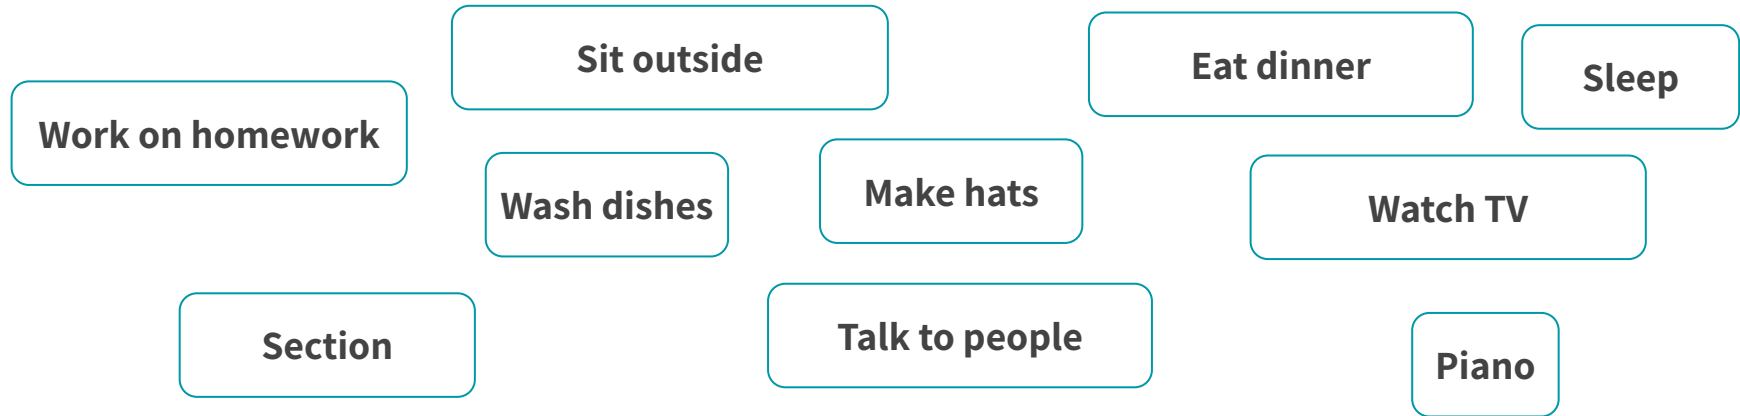 Sit outside
Eat dinner
Sleep
Work on homework
Wash dishes
Make hats
Watch TV
Section
Talk to people
Piano